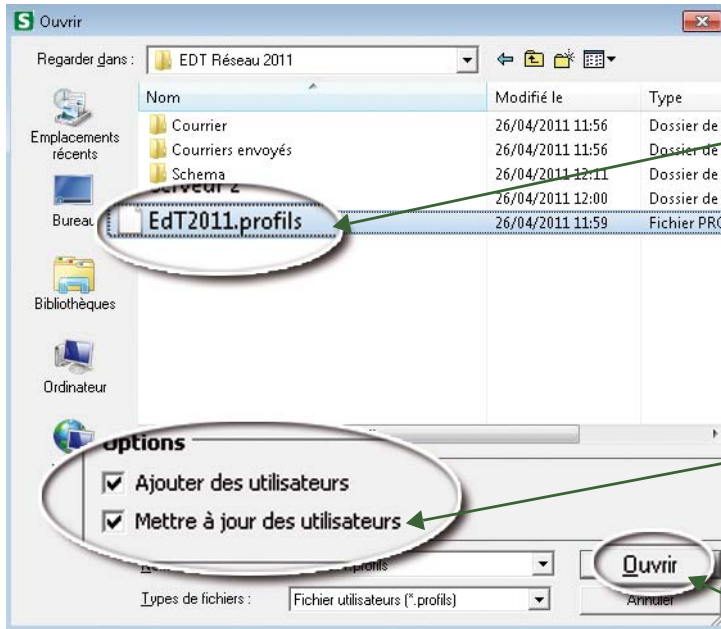 Ouvrir
Regarder dans : EDT Réseau 2011
Nom Modifié le Type
Emplacements récents
Courrier 26/04/2011 11:56 Dossier de
Courriers envoyés 26/04/2011 11:56 Dossier de
Schema 26/04/2011 12:11 Dossier de
Serveur 2 26/04/2011 12:00 Dossier de
Bureau
EdT2011.profils 26/04/2011 11:59 Fichier PRO
Bibliothèques
Ordinateur
Options
Ajouter des utilisateurs
Mettre à jour des utilisateurs
Ouvrir
Types de fichiers : Fichier utilisateurs (*.profils)
Annuler